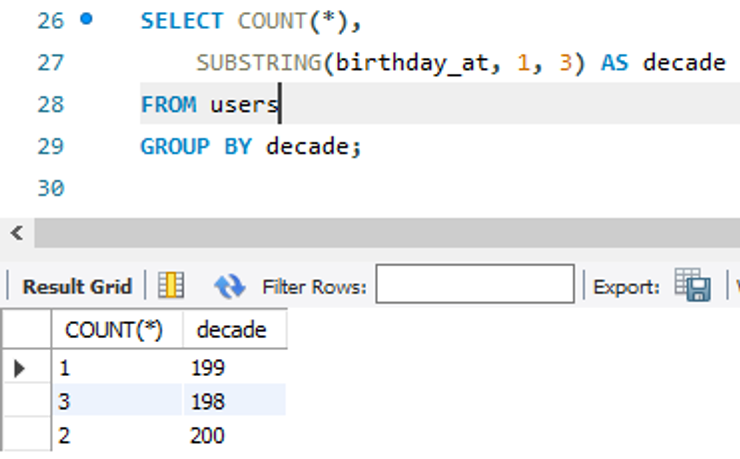 26 SELECT COUNT(*),
27 SUBSTRING(birthday_at, 1, 3) AS decade
28 FROM users
29 GROUP BY decade;
30
Result Grid Filter Rows: Export:
COUNT(*) decade
1 199
3 198
2 200